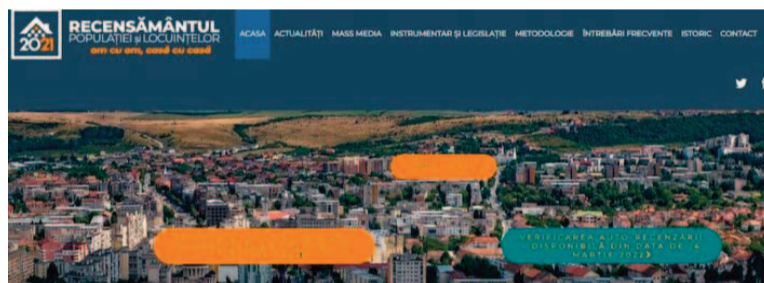 2021
RECENSĂMÂNTUL
POPULAȚIEI și LOCUINȚELOR
om cu om, casă cu casă
ACASA ACTUALITĂȚI MASS MEDIA INSTRUMENTAR ȘI LEGISLAȚIE METODOLOGIE ÎNTREBĂRI FRECVENTE ISTORIC CONTACT
VERIFICAREA AUTO-RECENZĂRII
- DISPONIBILĂ DIN DATA DE 14
MARTIE 2022